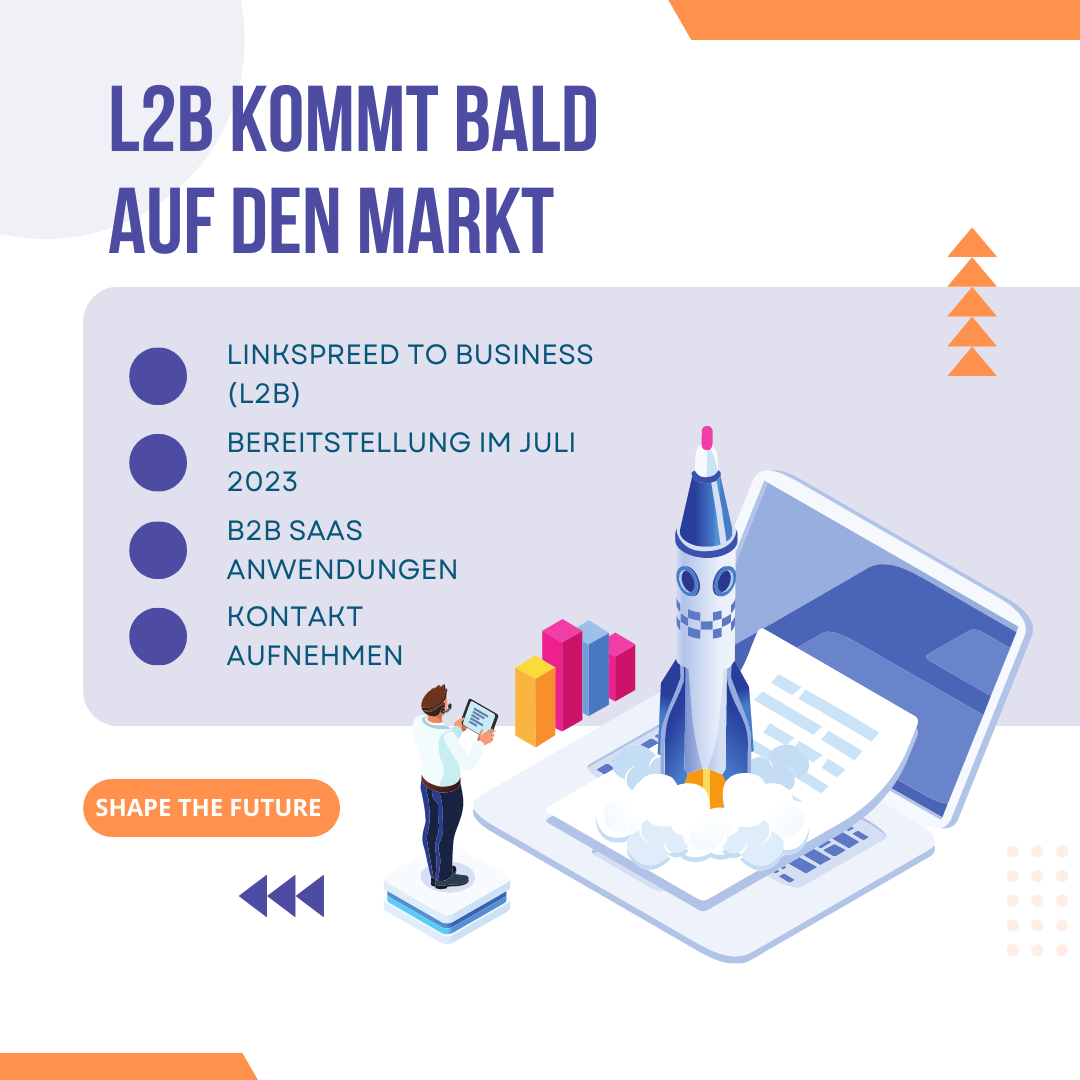 L2B KOMMT BALD
AUF DEN MARKT
LINKSPREED TO BUSINESS
(L2B)
BEREITSTELLUNG IM JULI
2023
B2B SAAS
ANWENDUNGEN
KONTAKT
AUFNEHMEN
SHAPE THE FUTURE